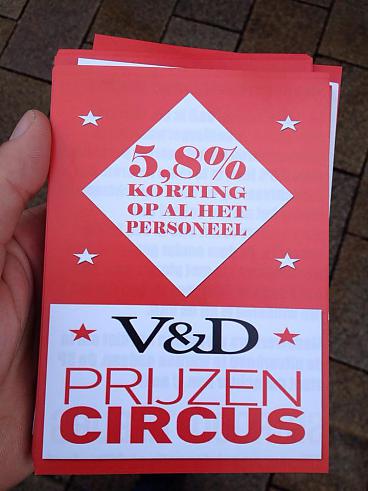 5,8%
KORTING
OP AL HET
PERSONEEL
V&D
PRIJZEN
CIRCUS